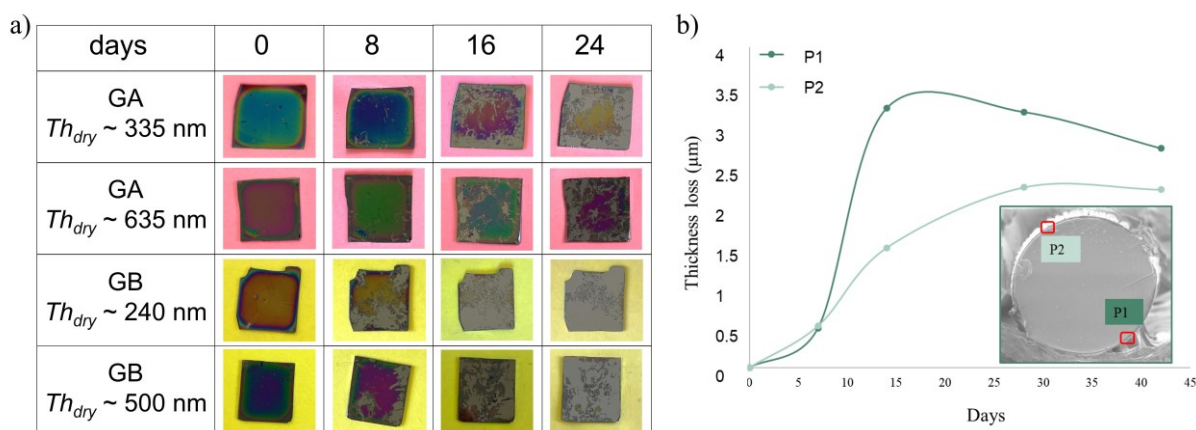 a)
days 0 8 16 24
GA
Th_dry ~ 335 nm
GA
Th_dry ~ 635 nm
GB
Th_dry ~ 240 nm
GB
Th_dry ~ 500 nm
b)
P1
P2
Thickness loss (μm)
4
3.5
3
2.5
2
1.5
1
0.5
0
0 5 10 15 20 25 30 35 40 45
Days
P2
P1